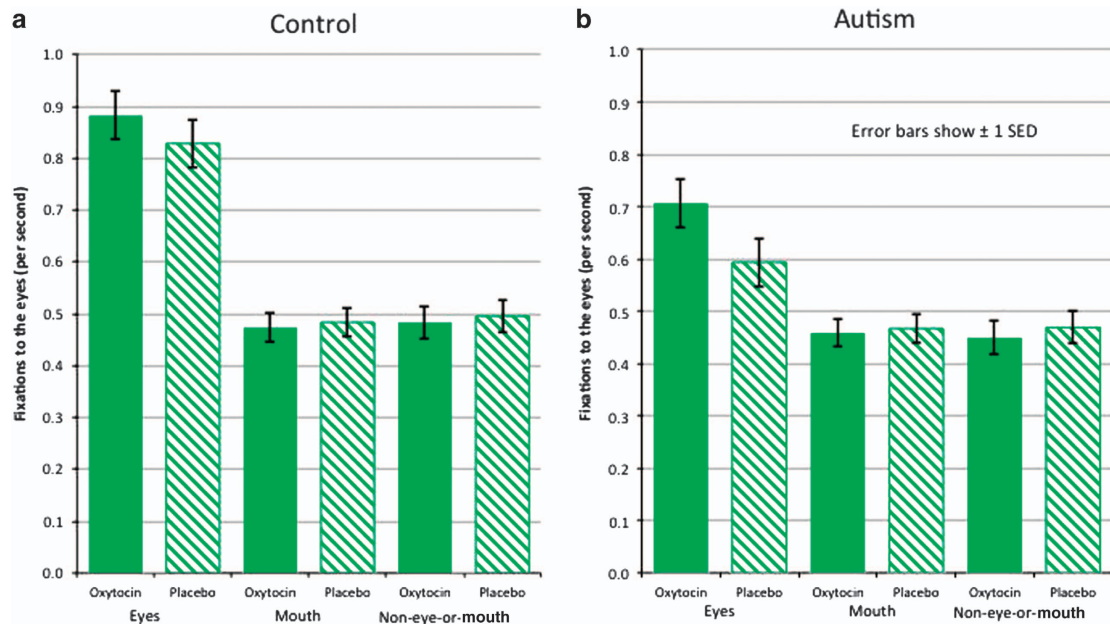 a
Control
Fixations to the eyes (per second)
1.0
0.9
0.8
0.7
0.6
0.5
0.4
0.3
0.2
0.1
0.0
Oxytocin Placebo Oxytocin Placebo Oxytocin Placebo
Eyes Mouth Non-eye-or-mouth
b
Autism
Fixations to the eyes (per second)
1.0
0.9
0.8
0.7
0.6
0.5
0.4
0.3
0.2
0.1
0.0
Error bars show ± 1 SED
Oxytocin Placebo Oxytocin Placebo Oxytocin Placebo
Eyes Mouth Non-eye-or-mouth